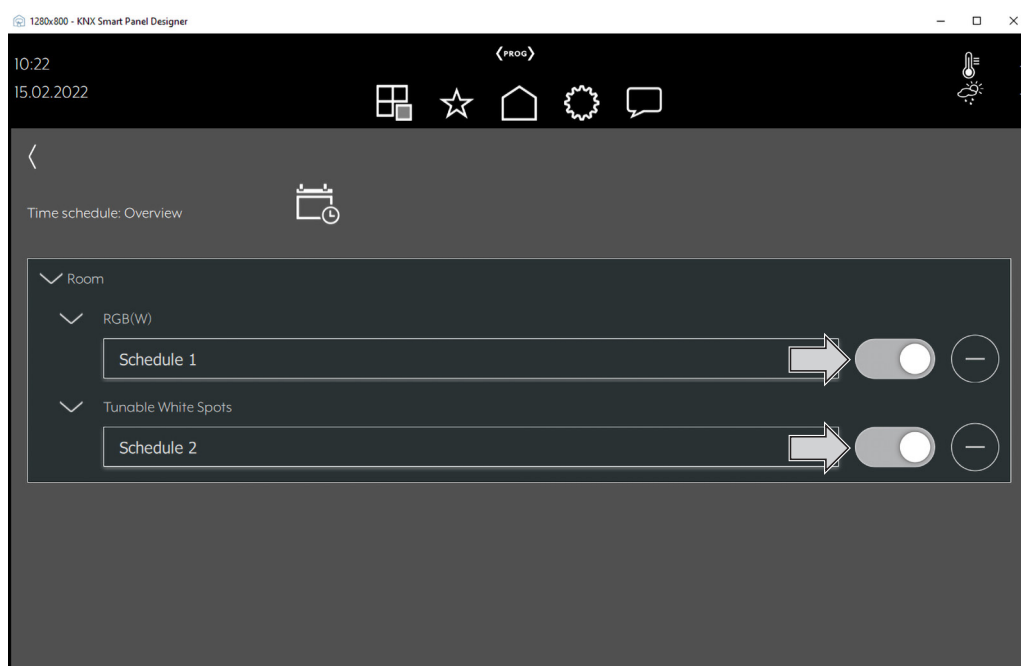 1280x800 - KNX Smart Panel Designer
10:22
PROG
15.02.2022
Time schedule: Overview
Room
RGB(W)
Schedule 1
Tunable White Spots
Schedule 2